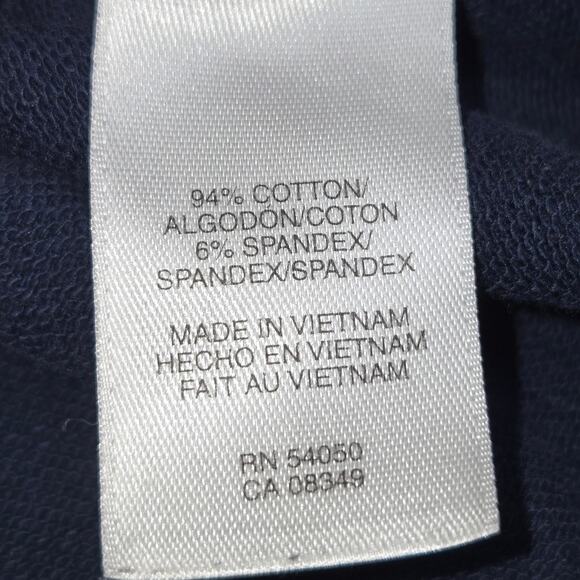 94% COTTON/
ALGODÓN/COTON
6% SPANDEX/
SPANDEX/SPANDEX
MADE IN VIETNAM
HECHO EN VIETNAM
FAIT AU VIETNAM
RN 54050
CA 08349